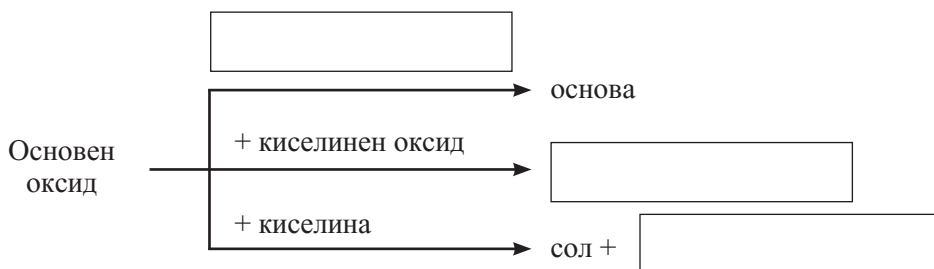 основа
+ киселинен оксид
Основен
оксид
+ киселина
сол +